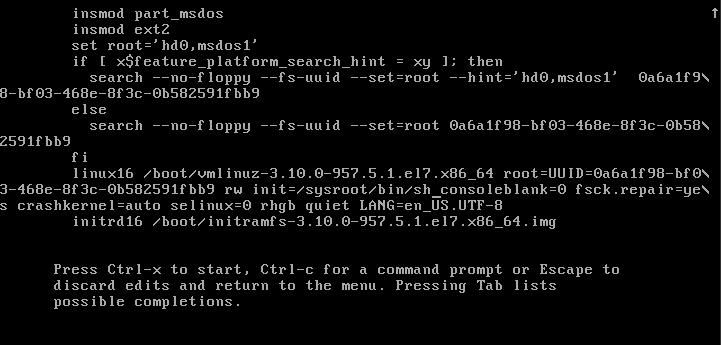 insmod part_msdos
insmod ext2
set root='hd0,msdos1'
if [ x$feature_platform_search_hint = xy ]; then
search --no-floppy --fs-uuid --set=root --hint='hd0,msdos1'  0a6a1f9\
8-bf03-468e-8f3c-0b582591fbb9
else
search --no-floppy --fs-uuid --set=root 0a6a1f98-bf03-468e-8f3c-0b58\
2591fbb9
fi
linux16 /boot/vmlinuz-3.10.0-957.5.1.el7.x86_64 root=UUID=0a6a1f98-bf0\
3-468e-8f3c-0b582591fbb9 rw init=/sysroot/bin/sh_consoleblank=0 fsck.repair=ye\
s crashkernel=auto selinux=0 rhgb quiet LANG=en_US.UTF-8
initrd16 /boot/initramfs-3.10.0-957.5.1.el7.x86_64.img
Press Ctrl-x to start, Ctrl-c for a command prompt or Escape to
discard edits and return to the menu. Pressing Tab lists
possible completions.